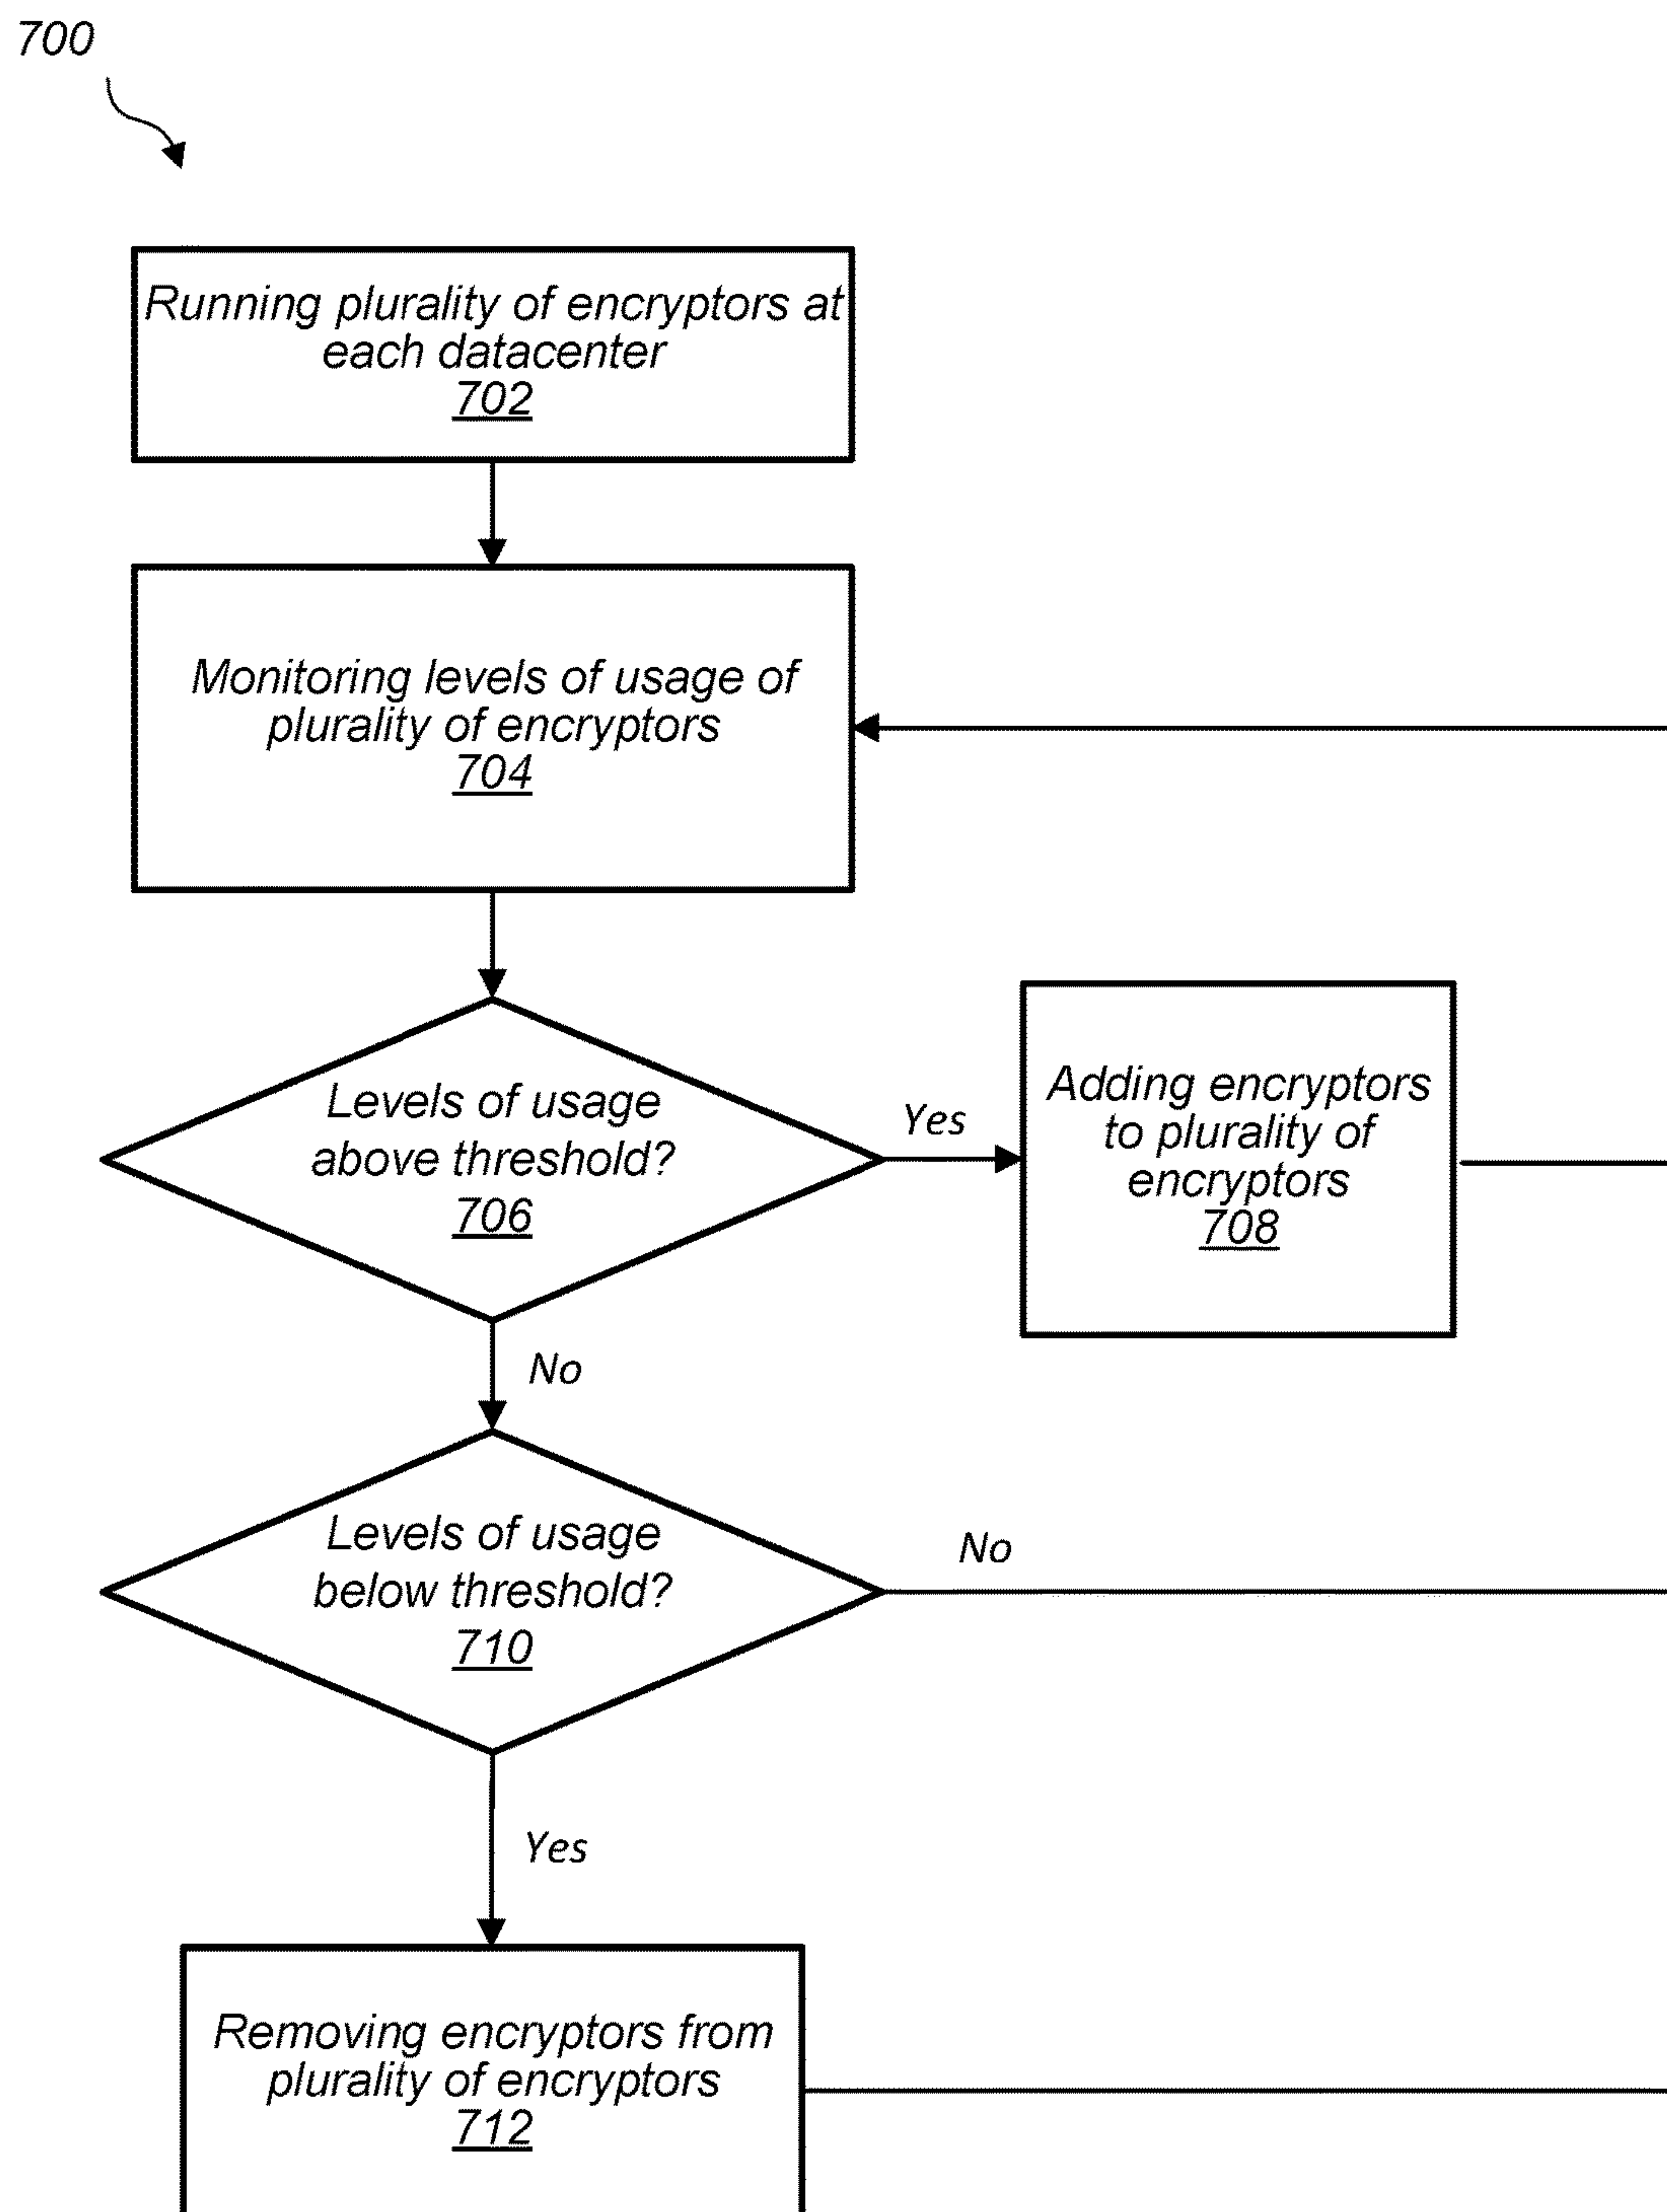 700
Running plurality of encryptors at
each datacenter
702
Monitoring levels of usage of
plurality of encryptors
704
Levels of usage
above threshold?
706
Yes
Adding encryptors
to plurality of
encryptors
708
No
Levels of usage
below threshold?
710
No
Yes
Removing encryptors from
plurality of encryptors
712